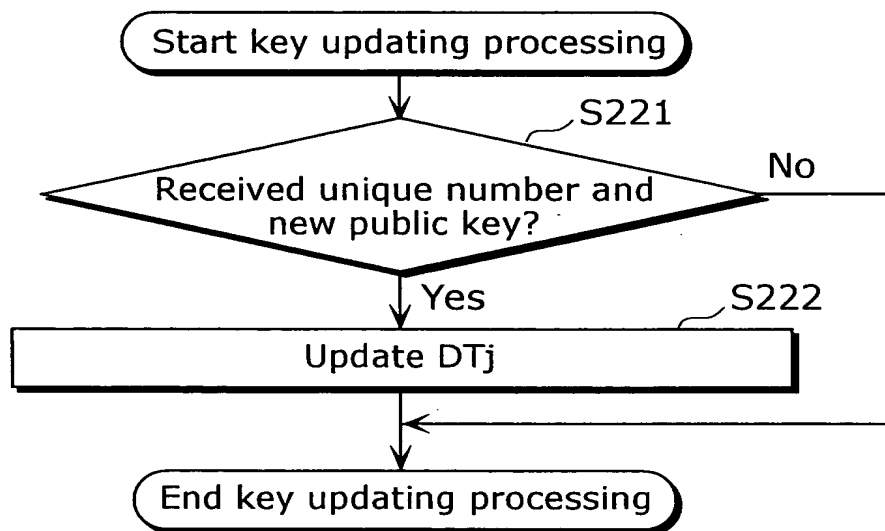 Start key updating processing
S221
No
Received unique number and
new public key?
Yes
S222
Update DTj
End key updating processing